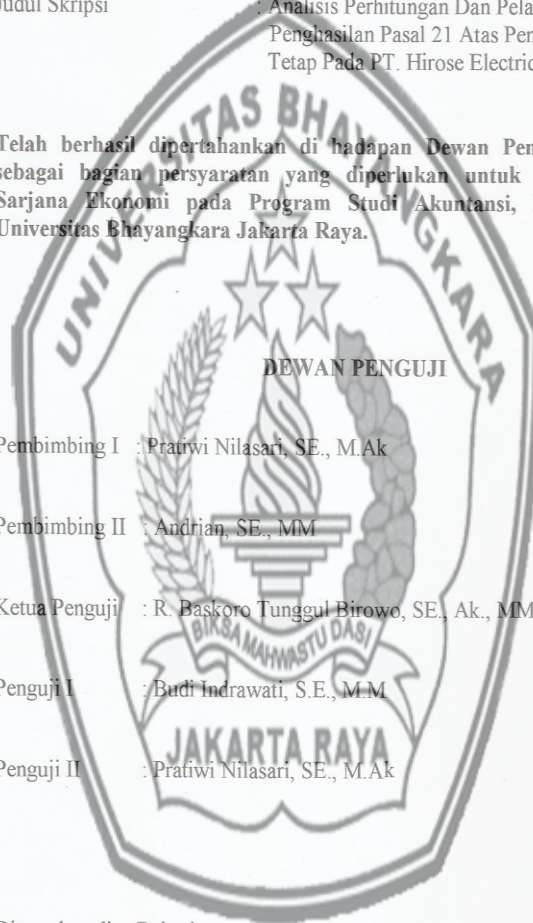 Judul Skripsi : Analisis Perhitungan Dan Pela
Penghasilan Pasal 21 Atas Pen
Tetap Pada PT. Hirose Electric
Telah berhasil dipertahankan di hadapan Dewan Pen
sebagai bagian persyaratan yang diperlukan untuk
Sarjana Ekonomi pada Program Studi Akuntansi,
Universitas Bhayangkara Jakarta Raya.
UNIVERSITAS BHAYANGKARA
DEWAN PENGUJI
Pembimbing I : Pratiwi Nilasari, SE., M.Ak
Pembimbing II : Andrian, SE., MM
Ketua Penguji : R. Baskoro Tunggul Birowo, SE., Ak., MM
BIKSA MAHWASTU DASI
Penguji I : Budi Indrawati, S.E., M.M
JAKARTA RAYA
Penguji II : Pratiwi Nilasari, SE., M.Ak